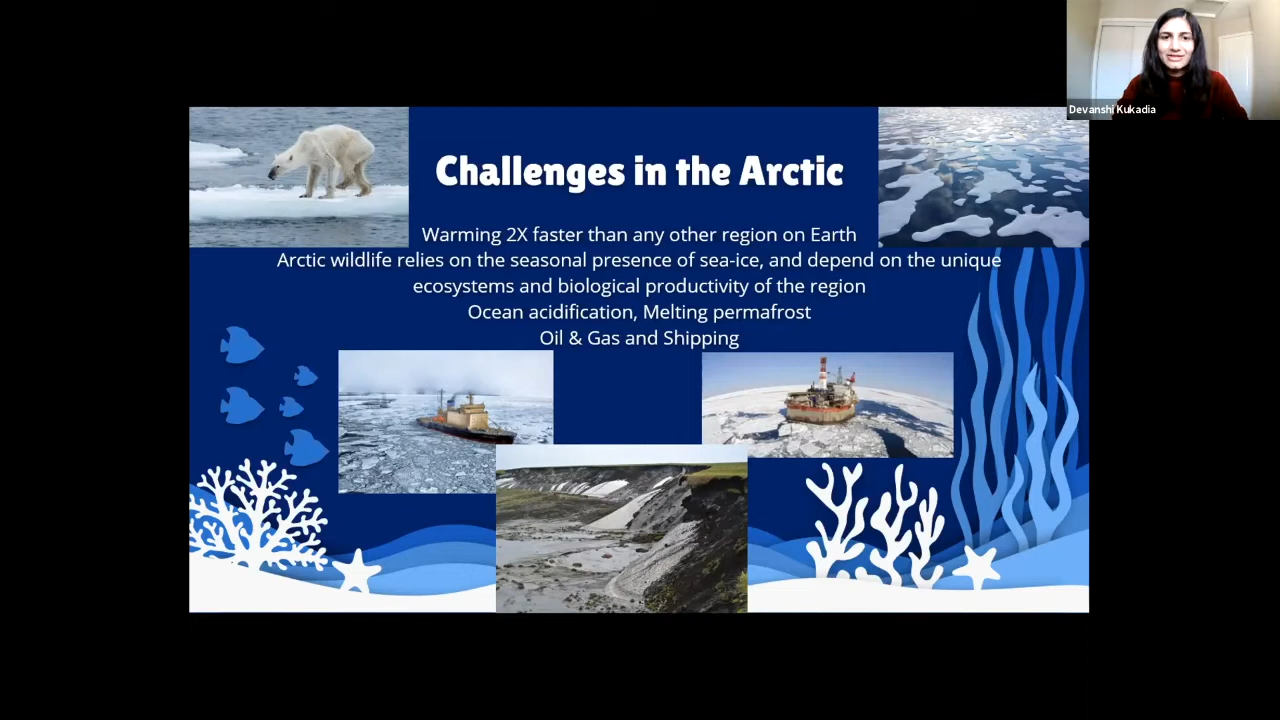 Devanshi Kukadia
Challenges in the Arctic
Warming 2X faster than any other region on Earth
Arctic wildlife relies on the seasonal presence of sea-ice, and depend on the unique
ecosystems and biological productivity of the region
Ocean acidification, Melting permafrost
Oil & Gas and Shipping